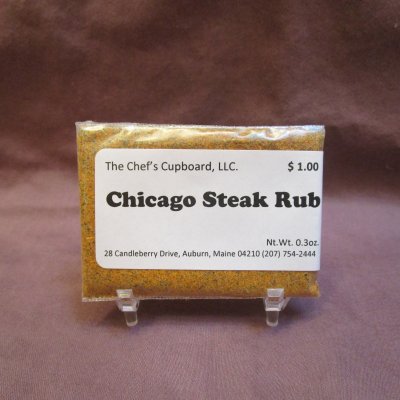 The Chef's Cupboard, LLC. $ 1.00
Chicago Steak Rub
Nt.Wt. 0.3oz.
28 Candleberry Drive, Auburn, Maine 04210 (207) 754-2444